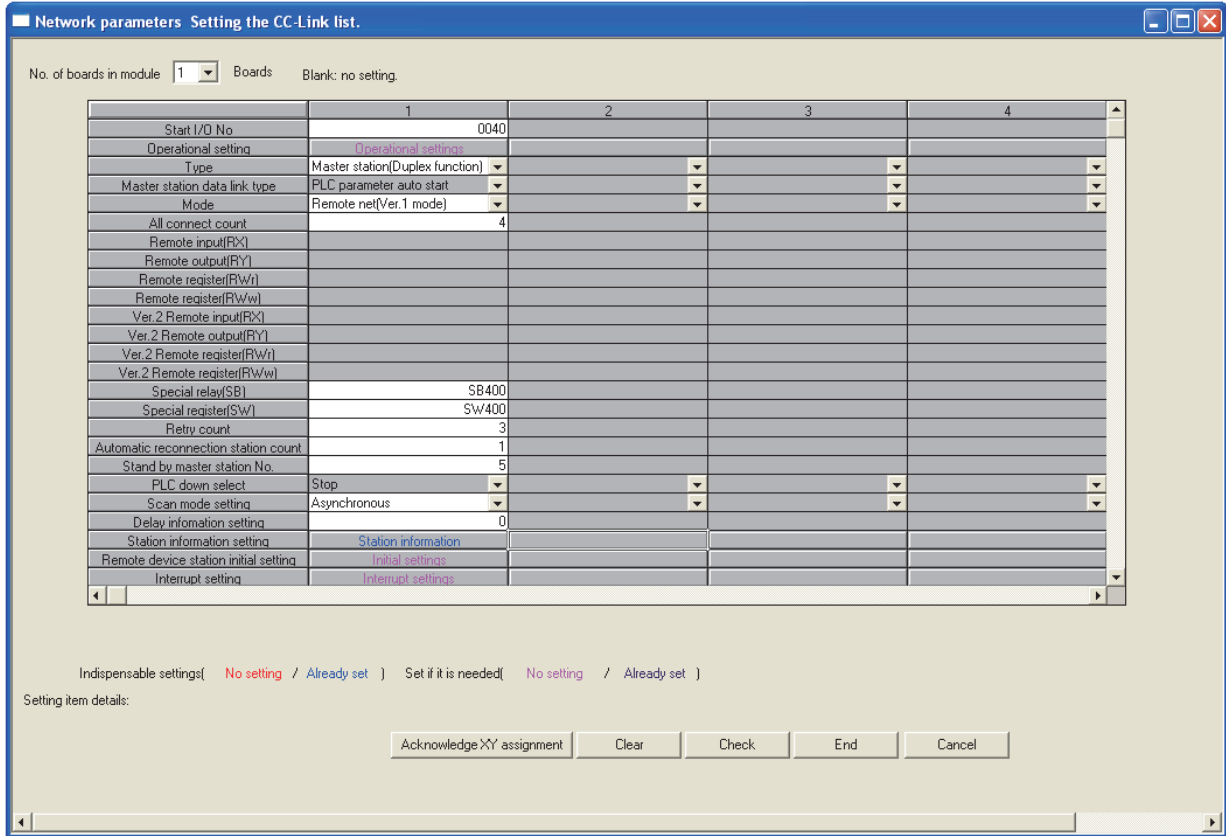 Network parameters Setting the CC-Link list.
No. of boards in module 1 Boards Blank: no setting.
1 2 3 4
Start I/O No 0040
Operational setting Operational settings
Type Master station(Duplex function)
Master station data link type PLC parameter auto start
Mode Remote net(Ver.1 mode)
All connect count 4
Remote input(RX)
Remote output(RY)
Remote register(RWr)
Remote register(RWw)
Ver.2 Remote input(RX)
Ver.2 Remote output(RY)
Ver.2 Remote register(RWr)
Ver.2 Remote register(RWw)
Special relay(SB) SB400
Special register(SW) SW400
Retry count 3
Automatic reconnection station count 1
Stand by master station No. 5
PLC down select Stop
Scan mode setting Asynchronous
Delay infomation setting 0
Station information setting Station information
Remote device station initial setting Initial settings
Interrupt setting Interrupt settings
Indispensable settings( No setting / Already set ) Set if it is needed( No setting / Already set )
Setting item details:
Acknowledge XY assignment Clear Check End Cancel